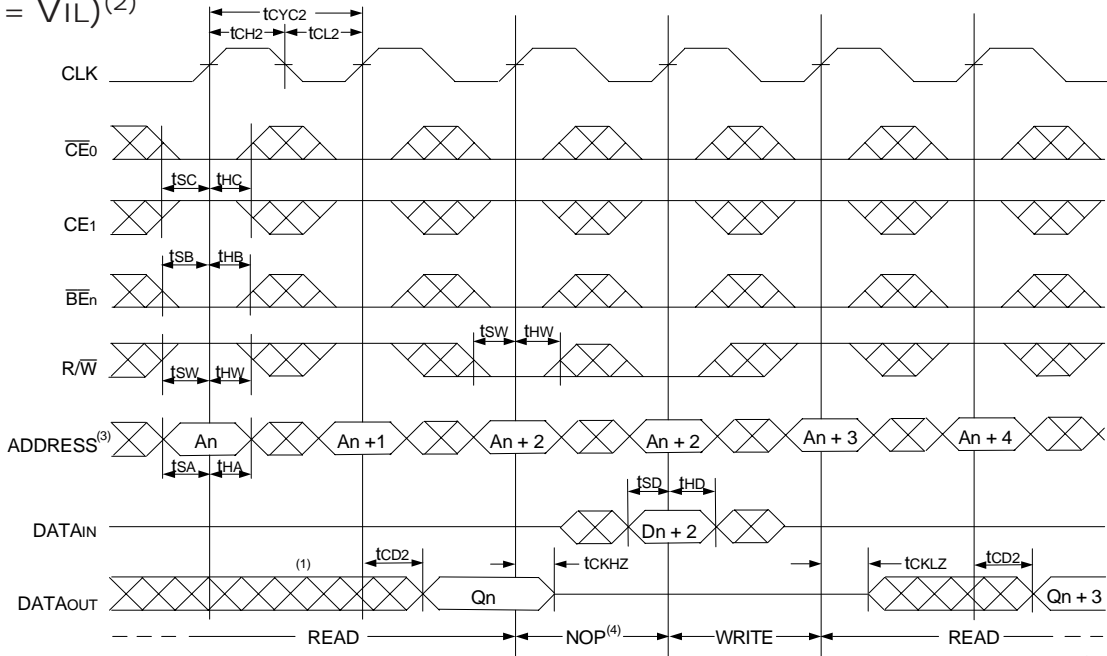 = VIL)(2)
tCYC2
tCH2 tCL2
CLK
CE0
tSC tHC
CE1
tSB tHB
BEn
tSW tHW
R/W
tSW tHW
ADDRESS(3) An An +1 An + 2 An + 2 An + 3 An + 4
tSA tHA
tSD tHD
DATAIN Dn + 2
(1) tCD2 tCKHZ tCKLZ tCD2
DATAOUT Qn Qn + 3
READ NOP(4) WRITE READ